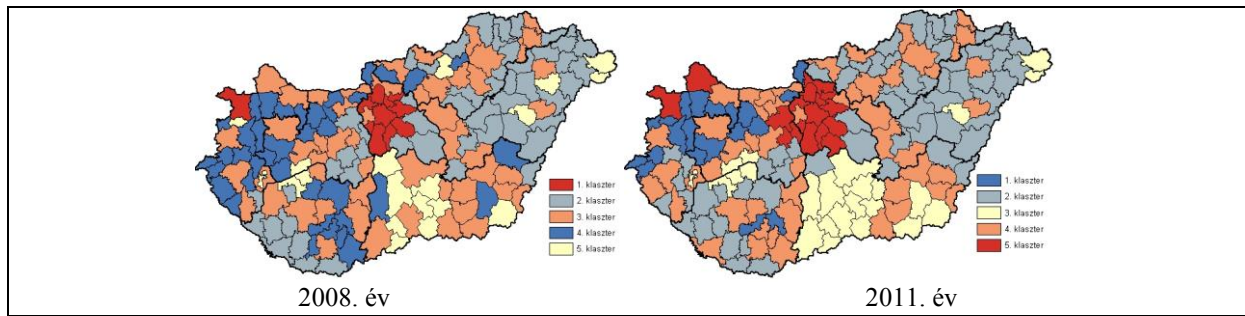 1. klaszter
2. klaszter
3. klaszter
4. klaszter
5. klaszter
2008. év
1. klaszter
2. klaszter
3. klaszter
4. klaszter
5. klaszter
2011. év